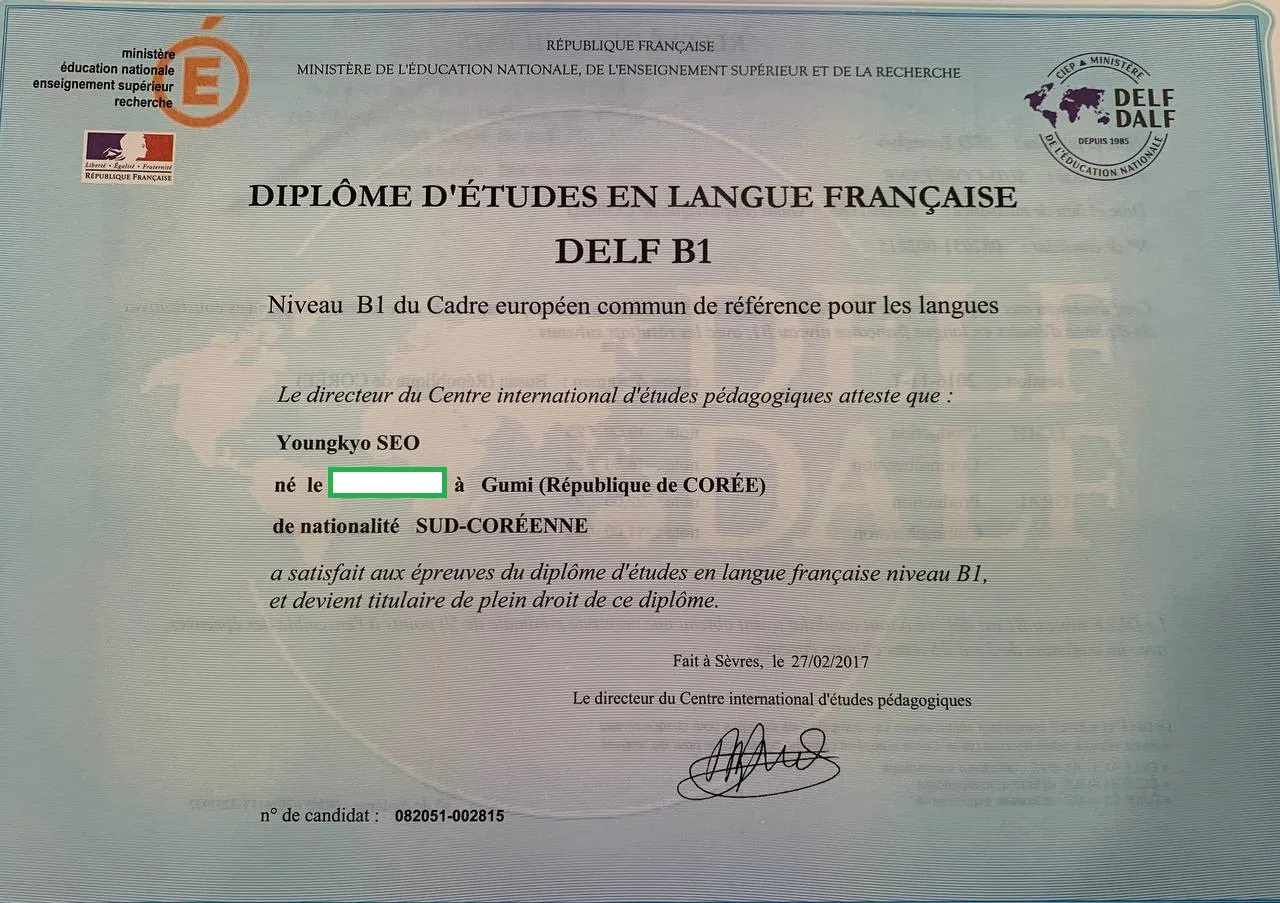 ministère
éducation nationale
enseignement supérieur
recherche
É
Liberté • Égalité • Fraternité
RÉPUBLIQUE FRANÇAISE
RÉPUBLIQUE FRANÇAISE
MINISTÈRE DE L'ÉDUCATION NATIONALE, DE L'ENSEIGNEMENT SUPÉRIEUR ET DE LA RECHERCHE
CIEP ▲ MINISTÈRE
DELF
DALF
DEPUIS 1985
DE L'ÉDUCATION NATIONALE
DIPLÔME D'ÉTUDES EN LANGUE FRANÇAISE
DELF B1
Niveau B1 du Cadre européen commun de référence pour les langues
DELF
DALF
Le directeur du Centre international d'études pédagogiques atteste que :
Youngkyo SEO
né le à Gumi (République de CORÉE)
de nationalité SUD-CORÉENNE
a satisfait aux épreuves du diplôme d'études en langue française niveau B1,
et devient titulaire de plein droit de ce diplôme.
Fait à Sèvres, le 27/02/2017
Le directeur du Centre international d'études pédagogiques
n° de candidat : 082051-002815